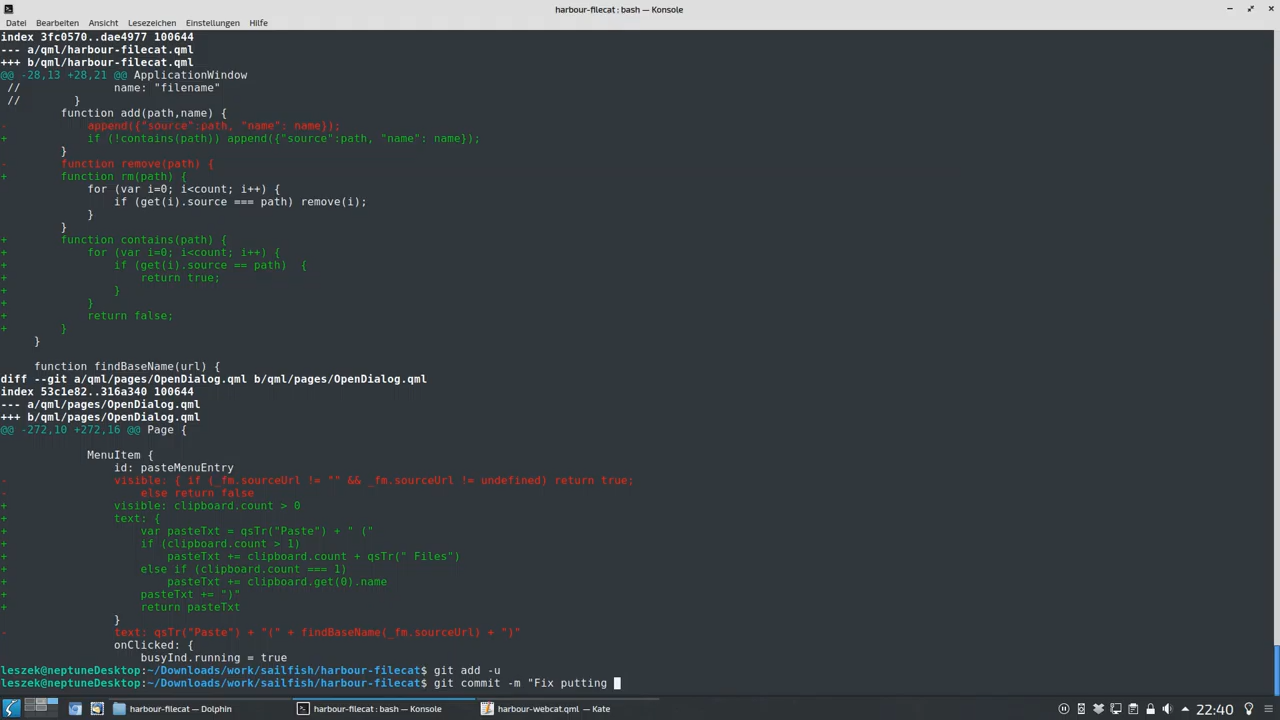 harbour-filecat : bash — Konsole
Datei Bearbeiten Ansicht Lesezeichen Einstellungen Hilfe
index 3fc0570..dae4977 100644
--- a/qml/harbour-filecat.qml
+++ b/qml/harbour-filecat.qml
@@ -28,13 +28,21 @@ ApplicationWindow
 //              name: "filename"
 //        }
         function add(path,name) {
-            append({"source":path, "name": name});
+            if (!contains(path)) append({"source":path, "name": name});
         }
-        function remove(path) {
+        function rm(path) {
             for (var i=0; i<count; i++) {
                 if (get(i).source === path) remove(i);
             }
         }
+        function contains(path) {
+            for (var i=0; i<count; i++) {
+                if (get(i).source == path)  {
+                    return true;
+                }
+            }
+            return false;
+        }
     }

     function findBaseName(url) {
diff --git a/qml/pages/OpenDialog.qml b/qml/pages/OpenDialog.qml
index 53c1e82..316a340 100644
--- a/qml/pages/OpenDialog.qml
+++ b/qml/pages/OpenDialog.qml
@@ -272,10 +272,16 @@ Page {

             MenuItem {
                 id: pasteMenuEntry
-                visible: { if (_fm.sourceUrl != "" && _fm.sourceUrl != undefined) return true;
-                    else return false
+                visible: clipboard.count > 0
+                text: {
+                    var pasteTxt = qsTr("Paste") + " ("
+                    if (clipboard.count > 1)
+                        pasteTxt += clipboard.count + qsTr(" Files")
+                    else if (clipboard.count === 1)
+                        pasteTxt += clipboard.get(0).name
+                    pasteTxt += ")"
+                    return pasteTxt
                 }
-                text: qsTr("Paste") + "(" + findBaseName(_fm.sourceUrl) + ")"
                 onClicked: {
                     busyInd.running = true
leszek@neptuneDesktop:~/Downloads/work/sailfish/harbour-filecat$ git add -u
leszek@neptuneDesktop:~/Downloads/work/sailfish/harbour-filecat$ git commit -m "Fix putting
harbour-filecat — Dolphin harbour-filecat : bash — Konsole harbour-webcat.qml — Kate 22:40